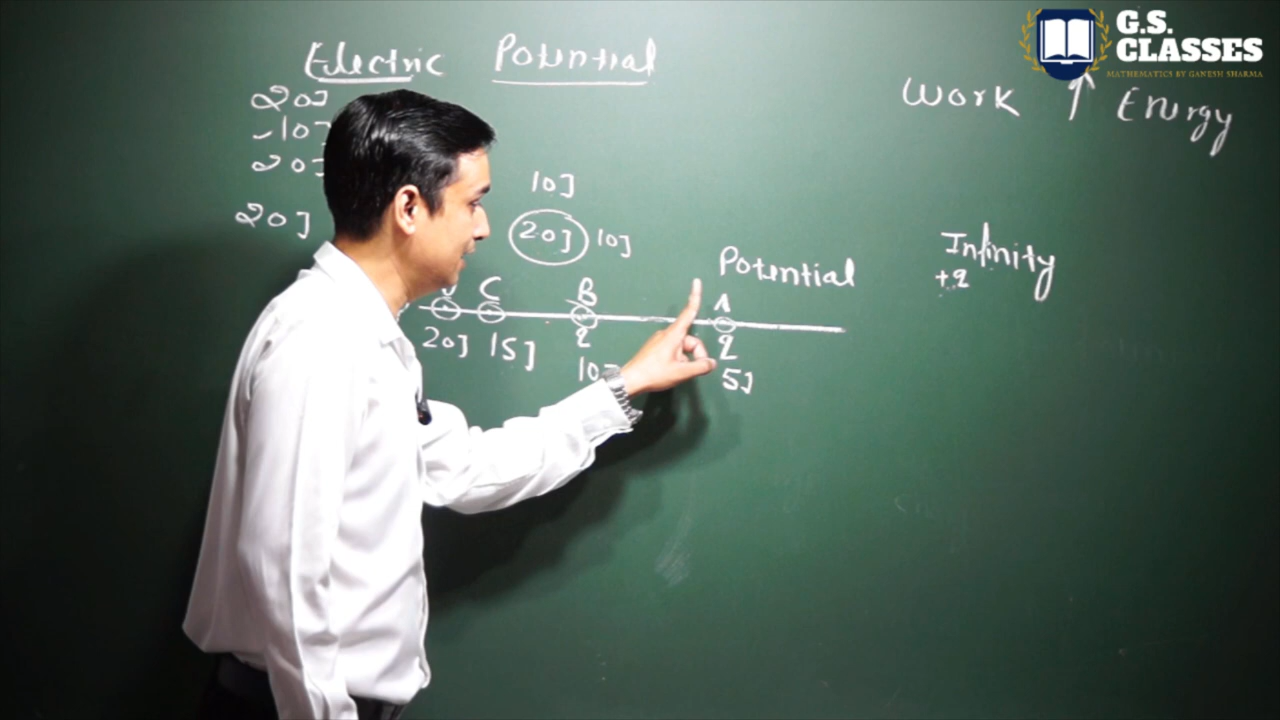 G.S.
CLASSES
MATHEMATICS BY GANESH SHARMA
Electric Potential
Work ↑ Energy
20J
-10J
20J
20J
10J
20J 10J
Potential
Infinity
+q
C B A
20J 15J q q
10J 5J